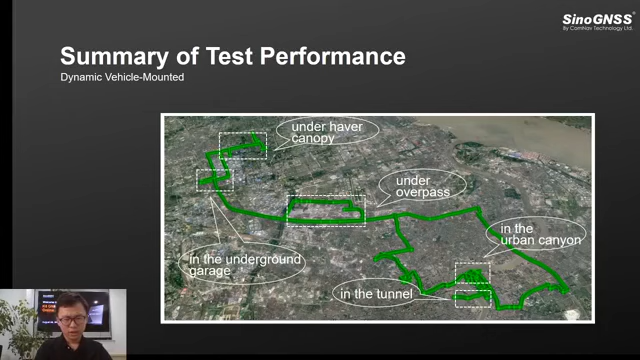 SinoGNSS
By ComNav Technology Ltd.
Summary of Test Performance
Dynamic Vehicle-Mounted
under haver
canopy
under
overpass
in the
urban canyon
in the underground
garage
in the tunnel